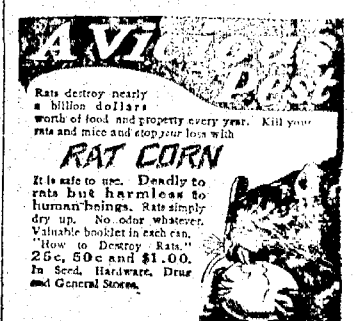 A Vicious
Pest
Rats destroy nearly
a billion dollars
worth of food and property every year. Kill your
rats and mice and stop your loss with
RAT CORN
It is safe to use. Deadly to
rats but harmless to
human beings. Rats simply
dry up. No odor whatever.
Valuable booklet in each can,
"How to Destroy Rats."
25c, 50c and $1.00.
In Seed, Hardware, Drug
and General Stores.